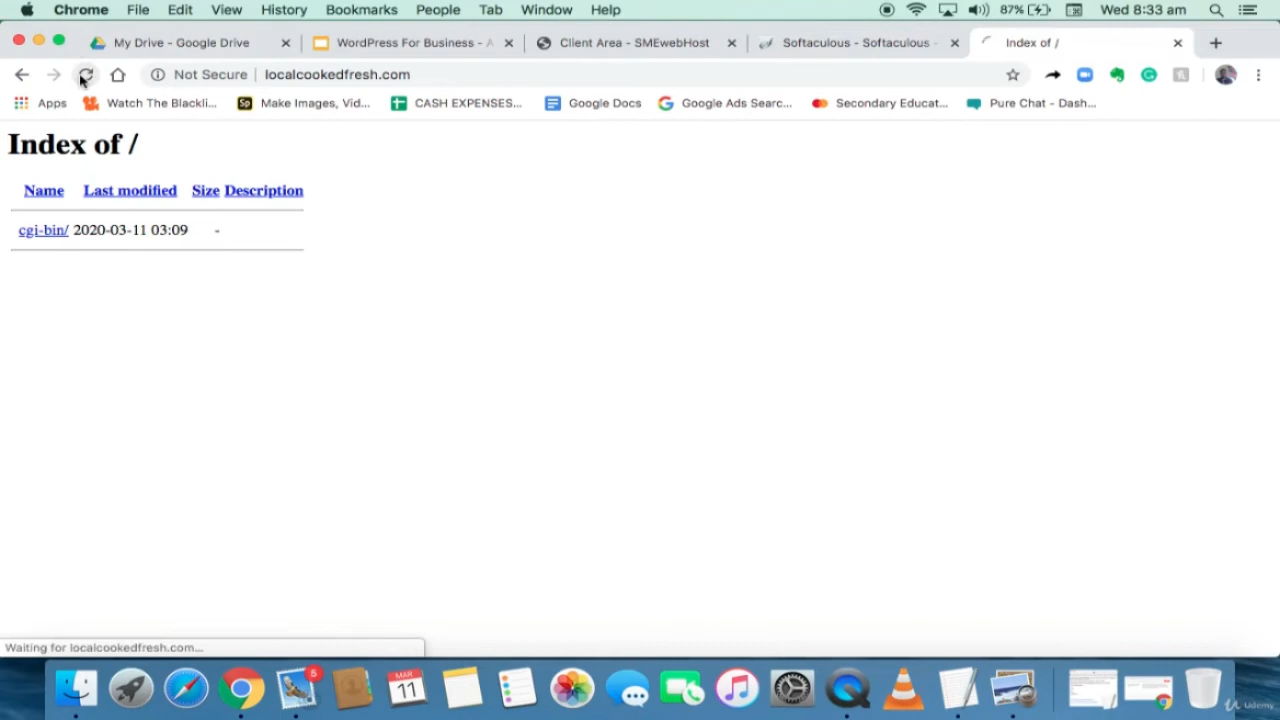 Chrome File Edit View History Bookmarks People Tab Window Help 87% Wed 8:33 am
My Drive - Google Drive WordPress For Business - A Client Area - SMEwebHost Softaculous - Softaculous - Index of /
Not Secure localcookedfresh.com
Apps Watch The Blackli... Sp Make Images, Vid... CASH EXPENSES... Google Docs Google Ads Searc... Secondary Educat... Pure Chat - Dash...
Index of /
Name Last modified Size Description
cgi-bin/ 2020-03-11 03:09 -
Waiting for localcookedfresh.com...
5
MAR
11
Udemy